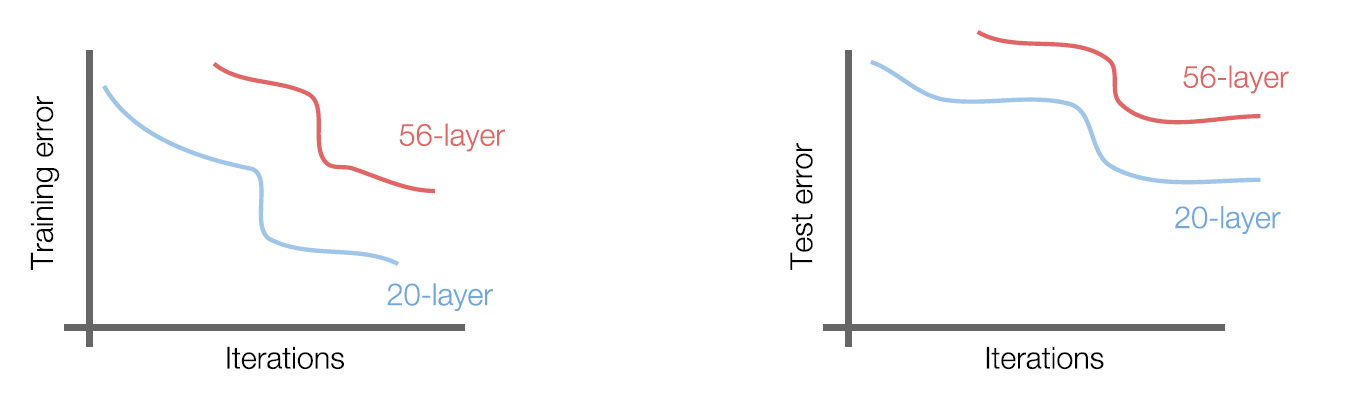 Training error
56-layer
20-layer
Iterations
Test error
56-layer
20-layer
Iterations